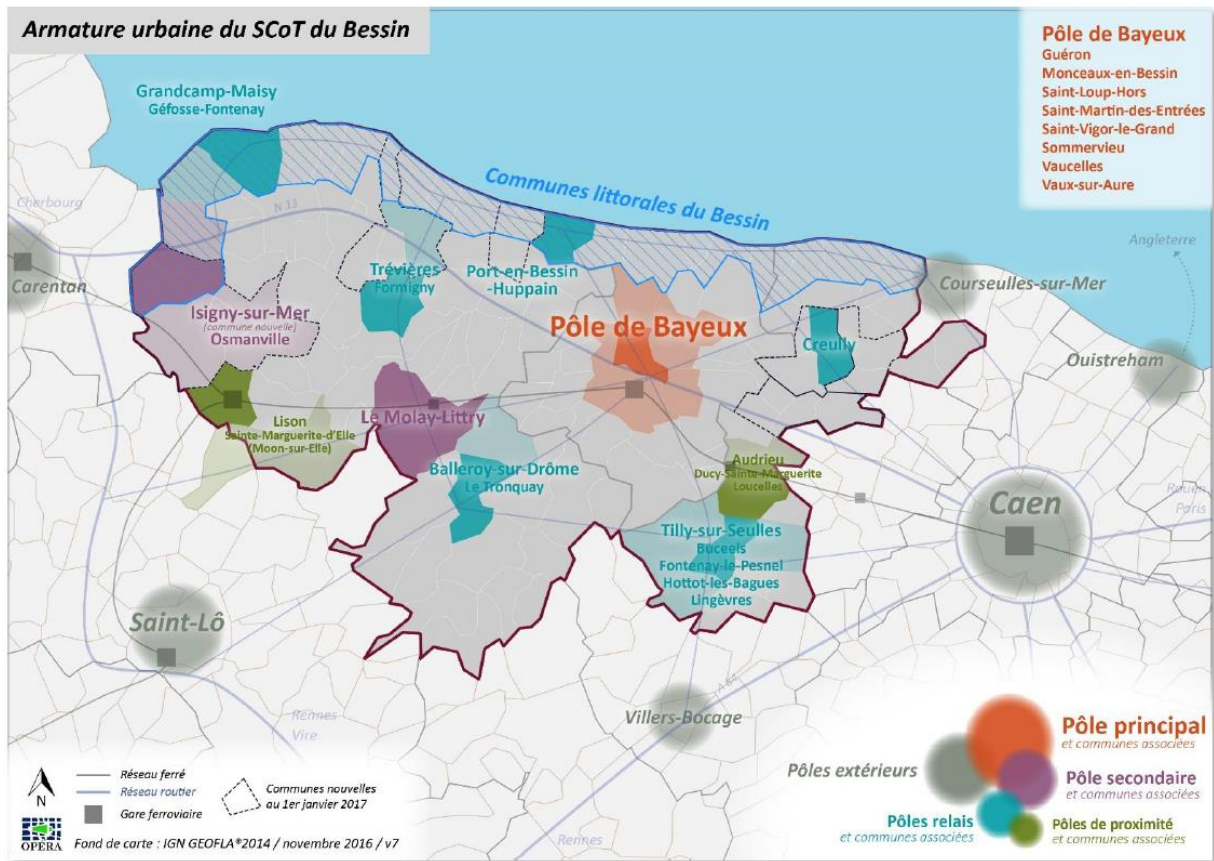 Armature urbaine du SCoT du Bessin
Pôle de Bayeux
Guéron
Monceaux-en-Bessin
Saint-Loup-Hors
Saint-Martin-des-Entrées
Saint-Vigor-le-Grand
Sommervieu
Vaucelles
Vaux-sur-Aure
Grandcamp-Maisy
Géfosse-Fontenay
Communes littorales du Bessin
Cherbourg
N 13
Angleterre
Carentan
Trévières
Formigny
Port-en-Bessin
-Huppain
Courseulles-sur-Mer
Isigny-sur-Mer
(commune nouvelle)
Osmanville
Pôle de Bayeux
Creully
Ouistreham
Le Molay-Littry
Lison
Sainte-Marguerite-d'Elle
(Moon-sur-Elle)
Balleroy-sur-Drôme
Le Tronquay
Audrieu
Ducy-Sainte-Marguerite
Loucelles
Rouen
Paris
Caen
Tilly-sur-Seulles
Buceels
Fontenay-le-Pesnel
Hottot-les-Bagues
Lingèvres
Saint-Lô
A 84
Villers-Bocage
Rennes
Vire
Rennes
N
OPERA
Réseau ferré
Réseau routier
Gare ferroviaire
Communes nouvelles
au 1er janvier 2017
Fond de carte : IGN GEOFLA®2014 / novembre 2016 / v7
Pôle principal
et communes associées
Pôles extérieurs
Pôle secondaire
et communes associées
Pôles relais
et communes associées
Pôles de proximité
et communes associées